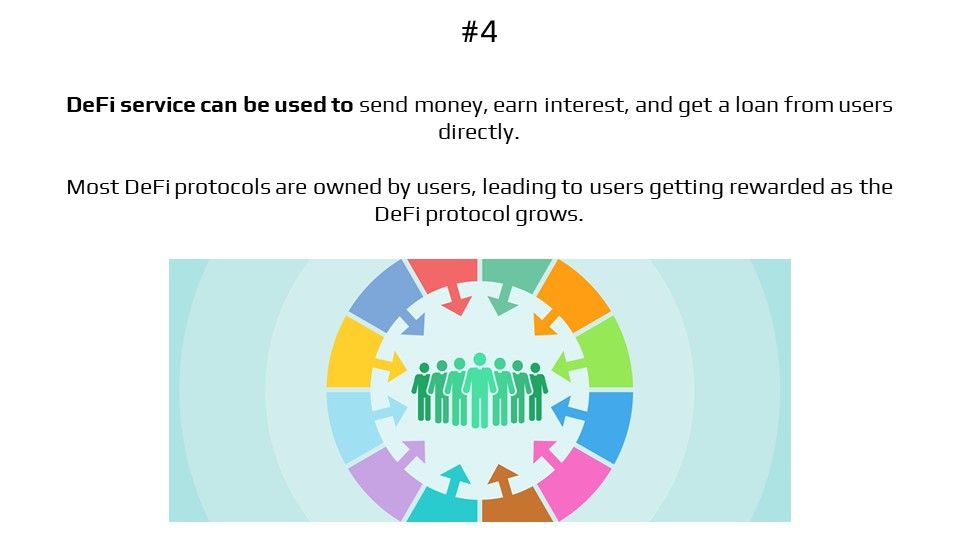 #4
DeFi service can be used to send money, earn interest, and get a loan from users
directly.
Most DeFi protocols are owned by users, leading to users getting rewarded as the
DeFi protocol grows.